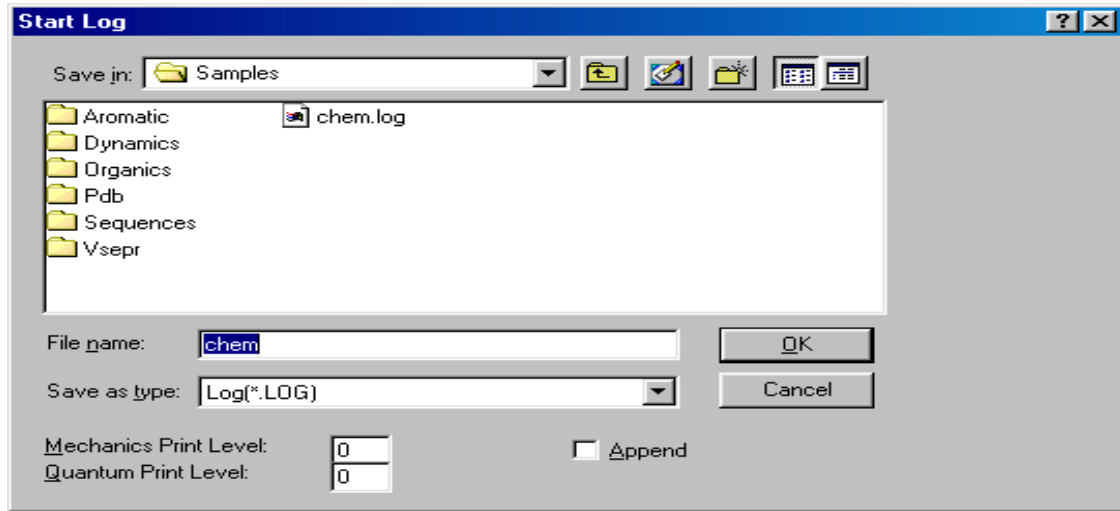 Start Log
Save in: Samples
Aromatic chem.log
Dynamics
Organics
Pdb
Sequences
Vsepr
File name: chem OK
Save as type: Log(*.LOG) Cancel
Mechanics Print Level: 0 Append
Quantum Print Level: 0